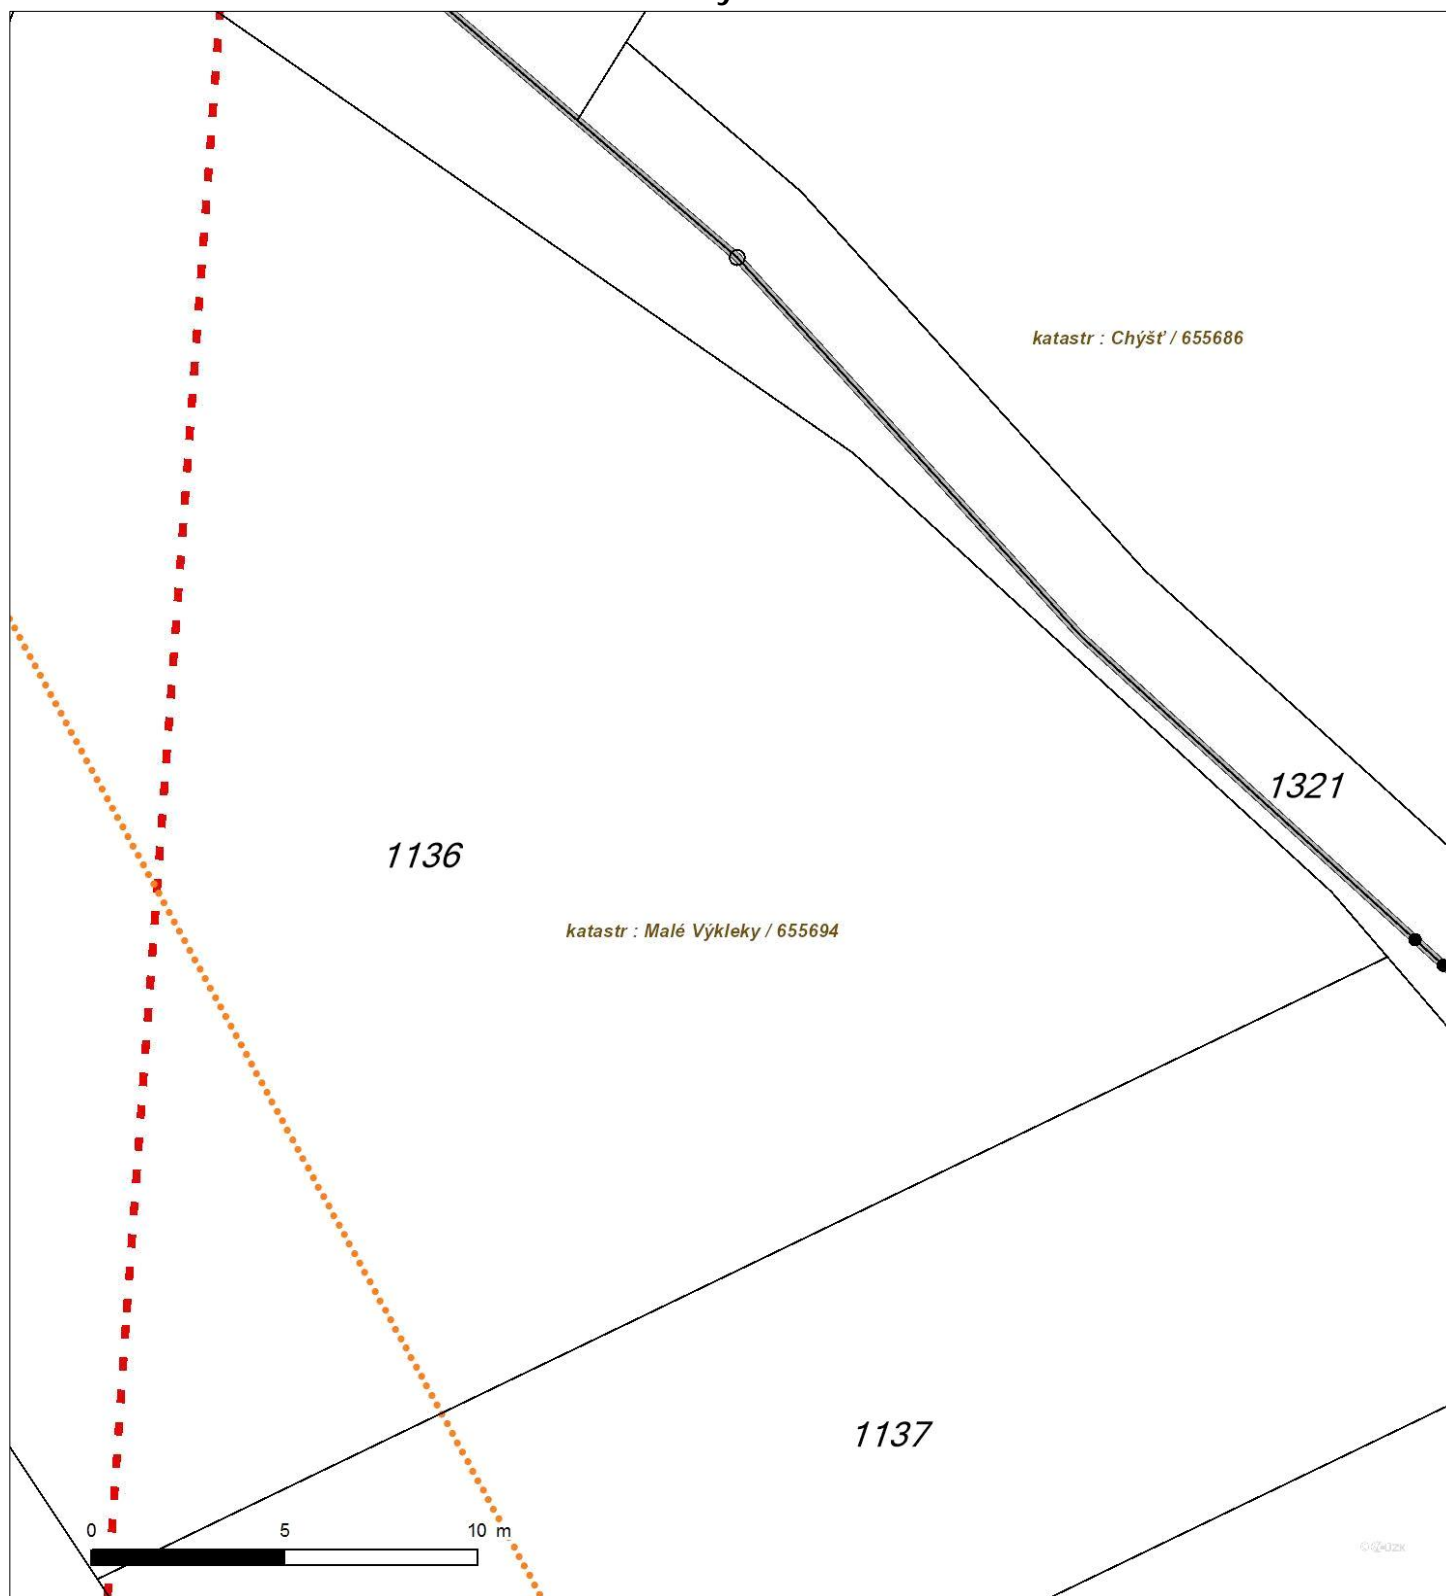 katastr : Chýšť / 655686
1321
1136
katastr : Malé Výkleky / 655694
1137
0 5 10 m